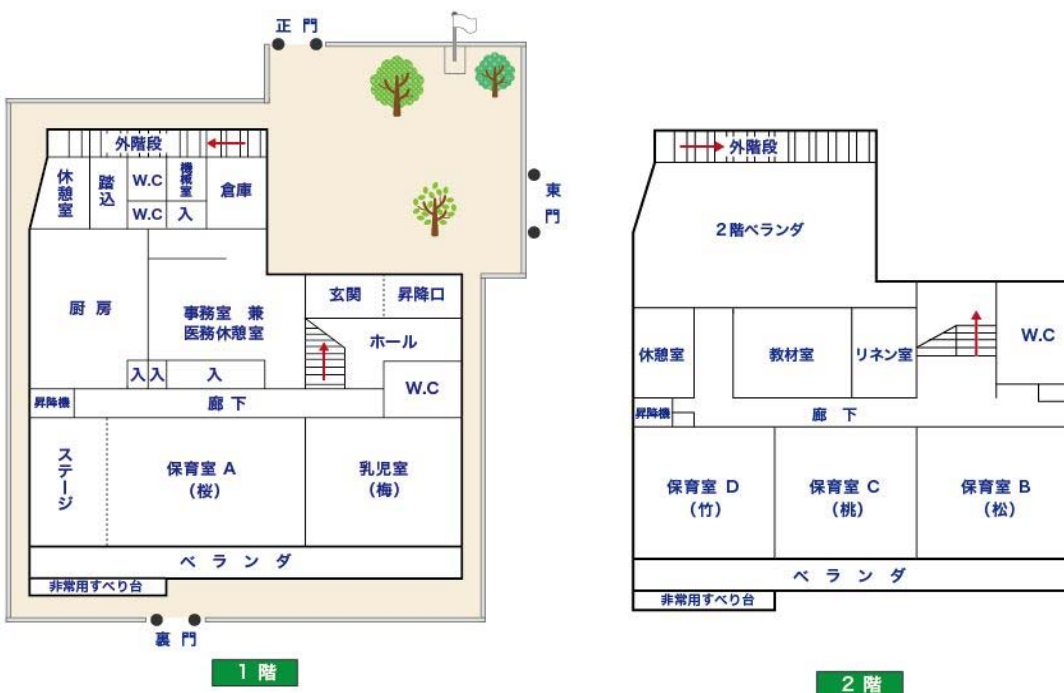 正門
外階段
休憩室
踏込
W.C
機械室
倉庫
W.C
入
東門
厨房
事務室 兼
医務休憩室
玄関
昇降口
ホール
入
入
入
W.C
昇降機
廊下
ステージ
保育室 A
(桜)
乳児室
(梅)
ベランダ
非常用すべり台
裏門
1階
外階段
2階ベランダ
休憩室
教材室
リネン室
W.C
昇降機
廊下
保育室 D
(竹)
保育室 C
(桃)
保育室 B
(松)
ベランダ
非常用すべり台
2階